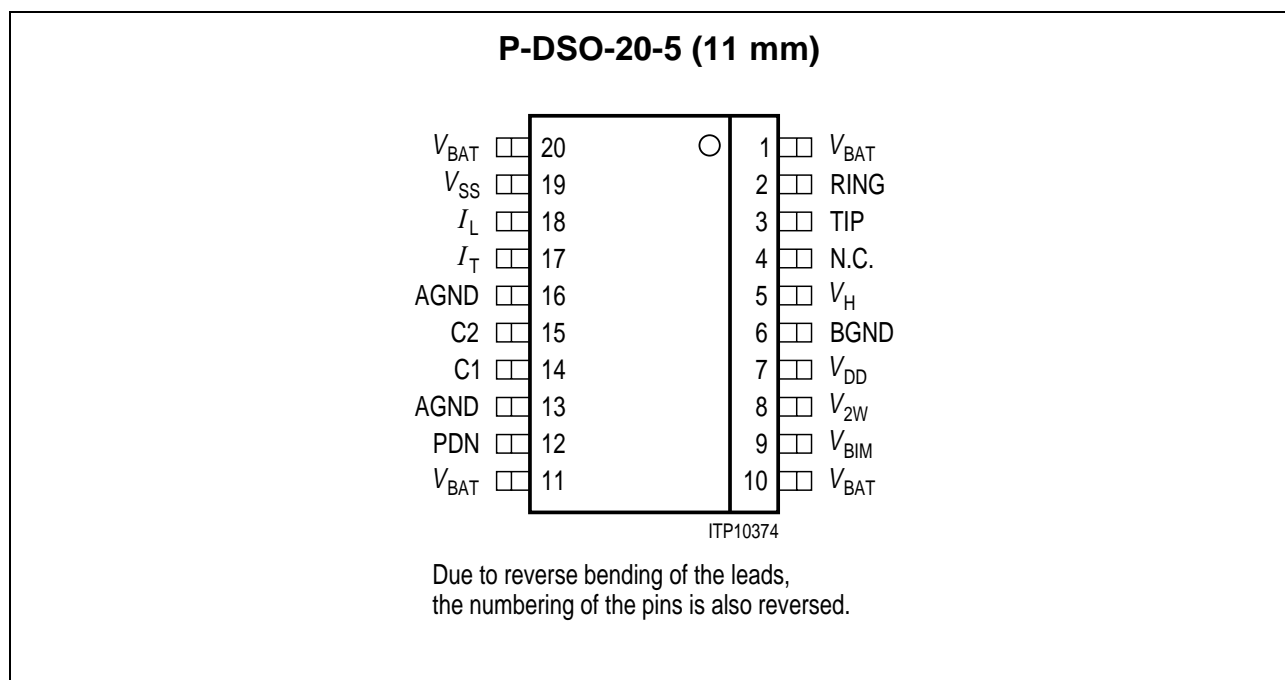 P-DSO-20-5 (11 mm)
VBAT 20 1 VBAT
VSS 19 2 RING
IL 18 3 TIP
IT 17 4 N.C.
AGND 16 5 VH
C2 15 6 BGND
C1 14 7 VDD
AGND 13 8 V2W
PDN 12 9 VBIM
VBAT 11 10 VBAT
ITP10374
Due to reverse bending of the leads,
the numbering of the pins is also reversed.